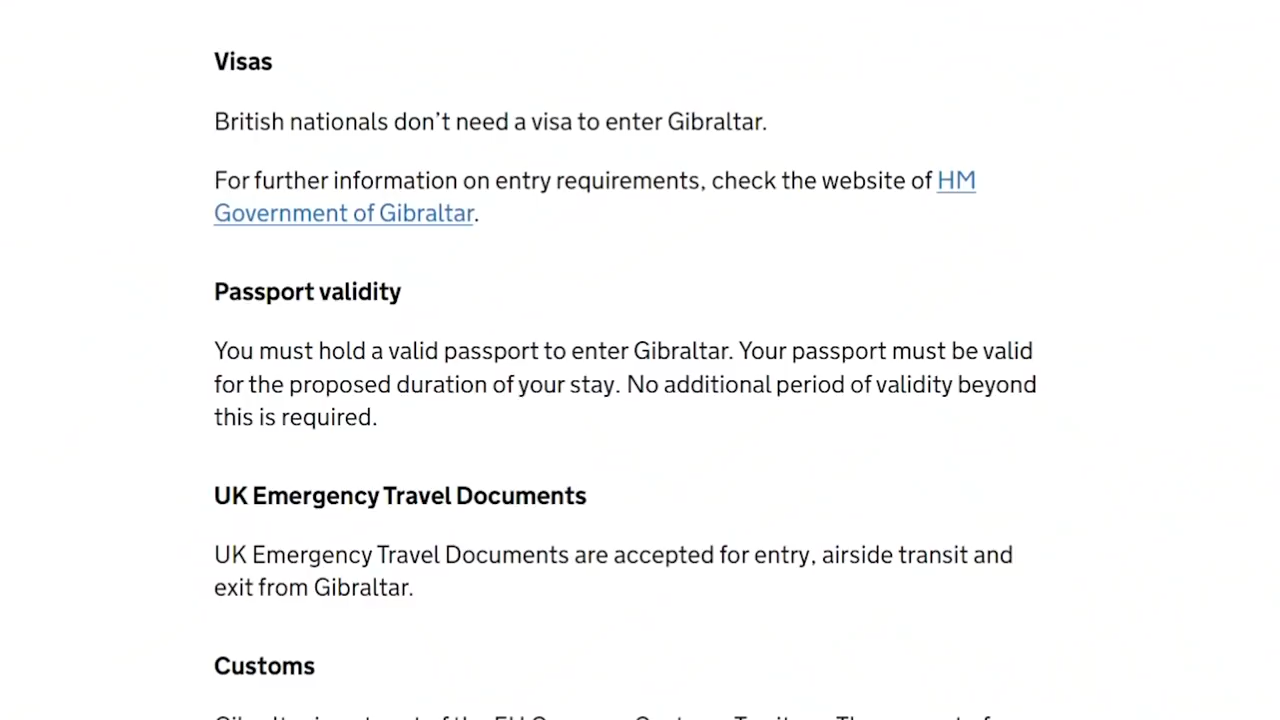 Visas
British nationals don’t need a visa to enter Gibraltar.
For further information on entry requirements, check the website of HM
Government of Gibraltar.
Passport validity
You must hold a valid passport to enter Gibraltar. Your passport must be valid
for the proposed duration of your stay. No additional period of validity beyond
this is required.
UK Emergency Travel Documents
UK Emergency Travel Documents are accepted for entry, airside transit and
exit from Gibraltar.
Customs